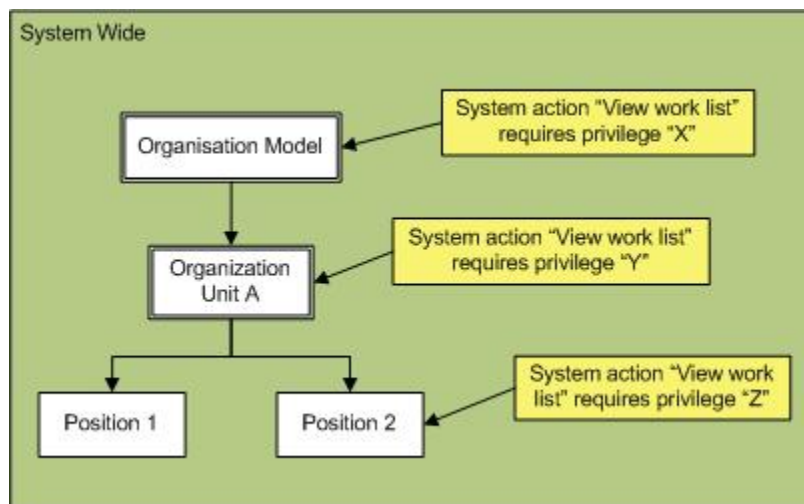 System Wide
System action “View work list”
requires privilege “X”
Organisation Model
System action “View work list”
requires privilege “Y”
Organization
Unit A
System action “View work
list” requires privilege “Z”
Position 1
Position 2